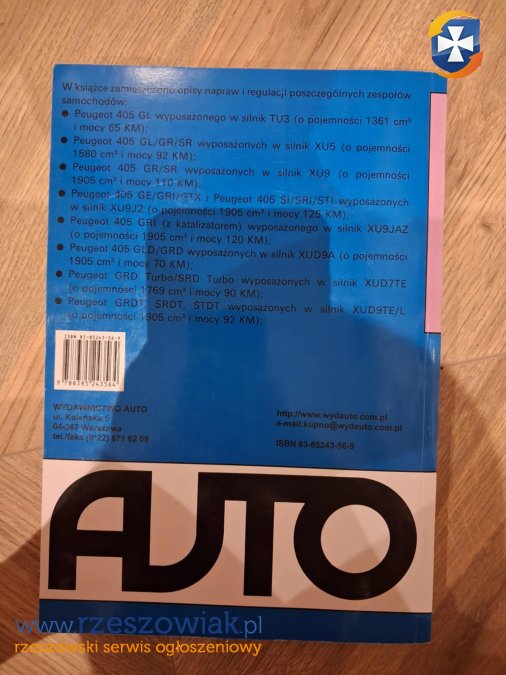 W książce zamieszczono opisy napraw i regulacji poszczególnych zespołów
samochodów:
• Peugeot 405 GL wyposażonego w silnik TU3 (o pojemności 1361 cm³
i mocy 65 KM);
• Peugeot 405 GL/GR/SR wyposażonych w silnik XU5 (o pojemności
1580 cm³ i mocy 92 KM);
• Peugeot 405 GR/SR wyposażonych w silnik XU9 (o pojemności
1905 cm³ i mocy 110 KM);
• Peugeot 405 GE/GRI/GTX i Peugeot 405 SI/SRI/STI wyposażonych
w silnik XU9J2 (o pojemności 1905 cm³ i mocy 125 KM);
• Peugeot 405 GRI (z katalizatorem) wyposażonego w silnik XU9JAZ
(o pojemności 1905 cm³ i mocy 120 KM);
• Peugeot 405 GLD/GRD wyposażonych w silnik XUD9A (o pojemności
1905 cm³ i mocy 70 KM);
• Peugeot GRD Turbo/SRD Turbo wyposażonych w silnik XUD7TE
(o pojemności 1769 cm³ i mocy 90 KM);
• Peugeot GRDT, SRDT, STDT wyposażonych w silnik XUD9TE/L
(o pojemności 1905 cm³ i mocy 92 KM);
ISBN 83-85243-56-9
9 788385 243564
WYDAWNICTWO AUTO
ul. Kaleńska 5
04-367 Warszawa
tel./faks (0*22) 871 62 09
http://www.wydauto.com.pl
e-mail:kupno@wydauto.com.pl
ISBN 83-85243-56-9
AUTO
www.rzeszowiak.pl
rzeszowski serwis ogłoszeniowy